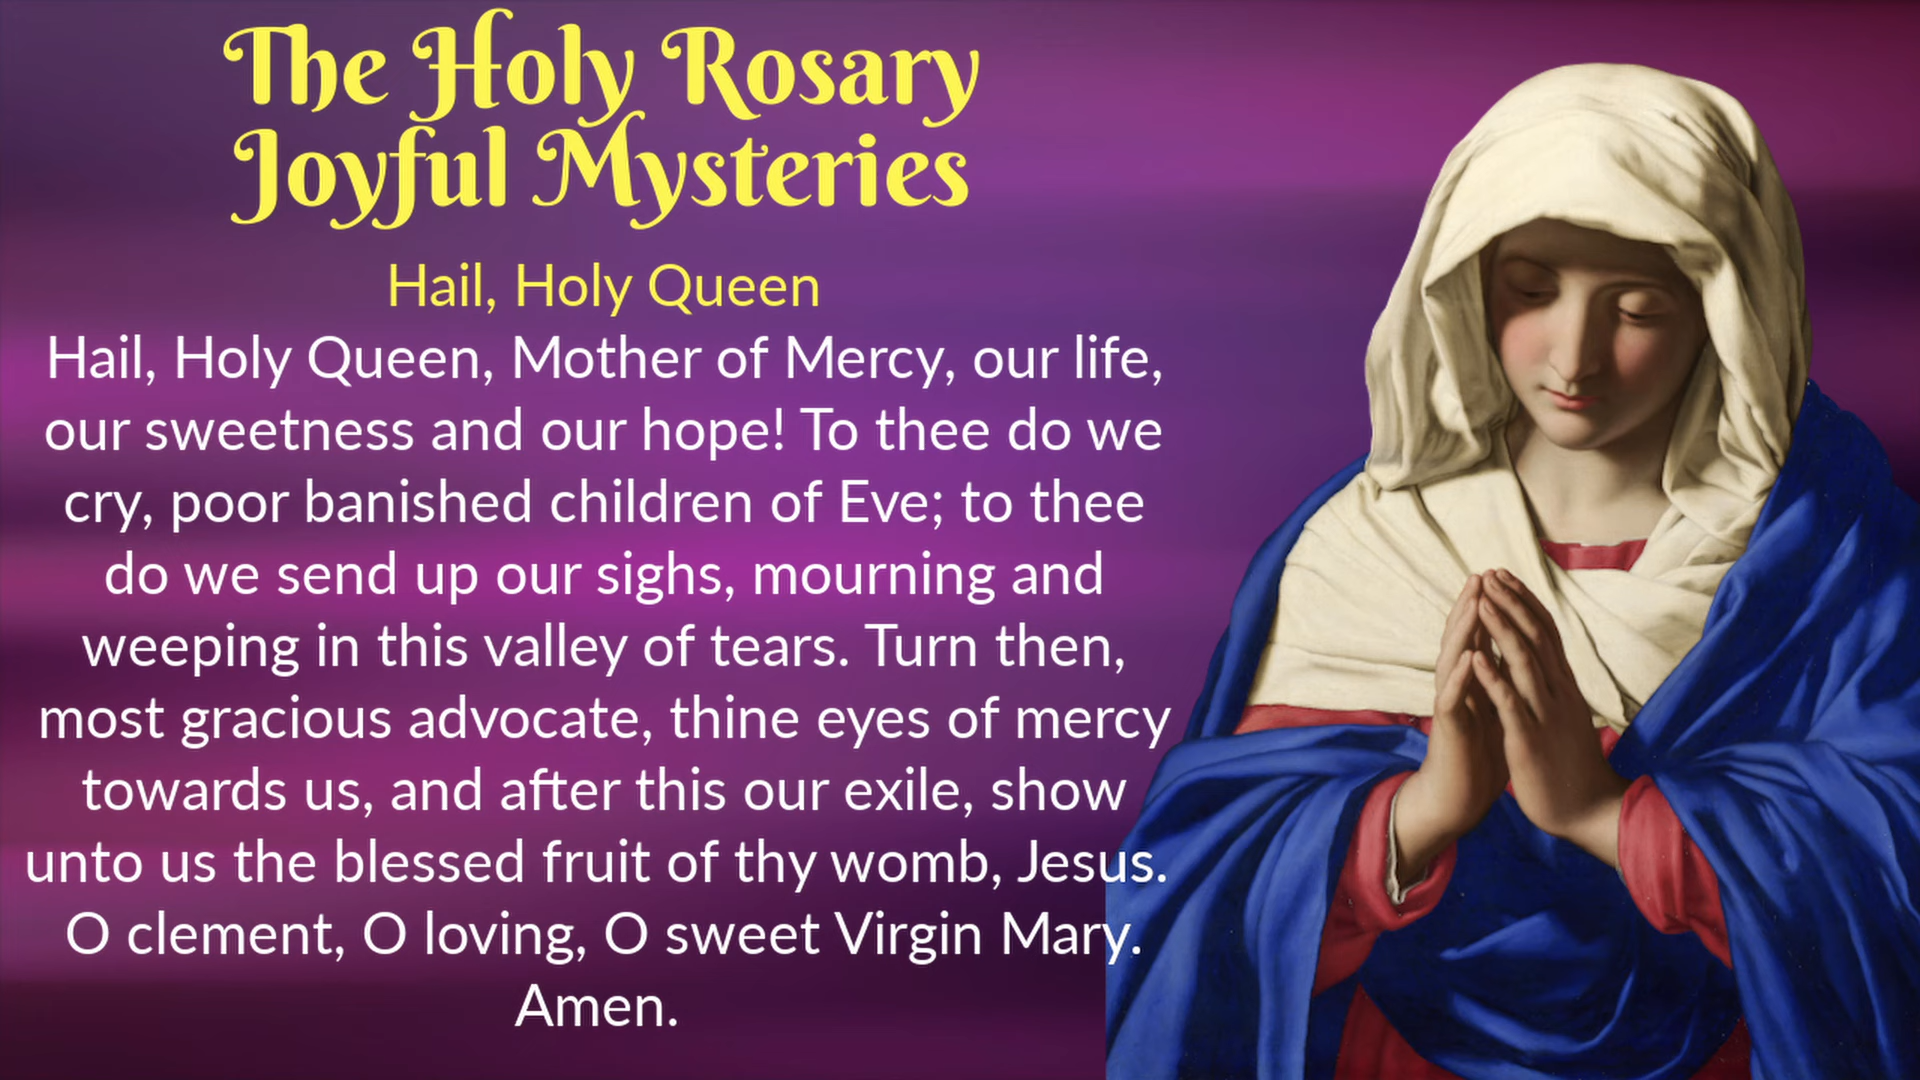 The Holy Rosary
Joyful Mysteries
Hail, Holy Queen
Hail, Holy Queen, Mother of Mercy, our life,
our sweetness and our hope! To thee do we
cry, poor banished children of Eve; to thee
do we send up our sighs, mourning and
weeping in this valley of tears. Turn then,
most gracious advocate, thine eyes of mercy
towards us, and after this our exile, show
unto us the blessed fruit of thy womb, Jesus.
O clement, O loving, O sweet Virgin Mary.
Amen.